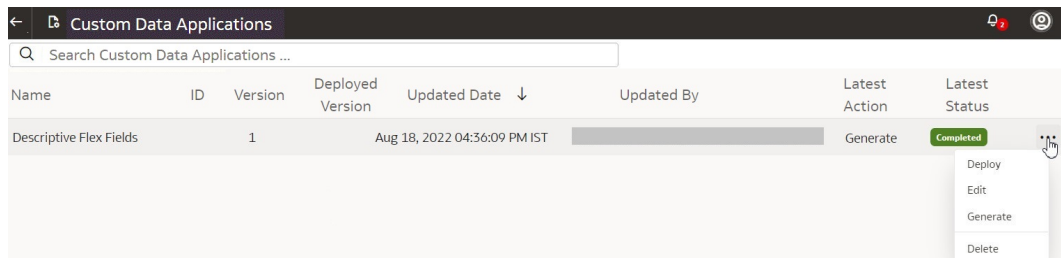 Custom Data Applications
2
Search Custom Data Applications ...
Name ID Version Deployed Version Updated Date ↓ Updated By Latest Action Latest Status
Descriptive Flex Fields 1 Aug 18, 2022 04:36:09 PM IST Generate Completed ...
Deploy
Edit
Generate
Delete